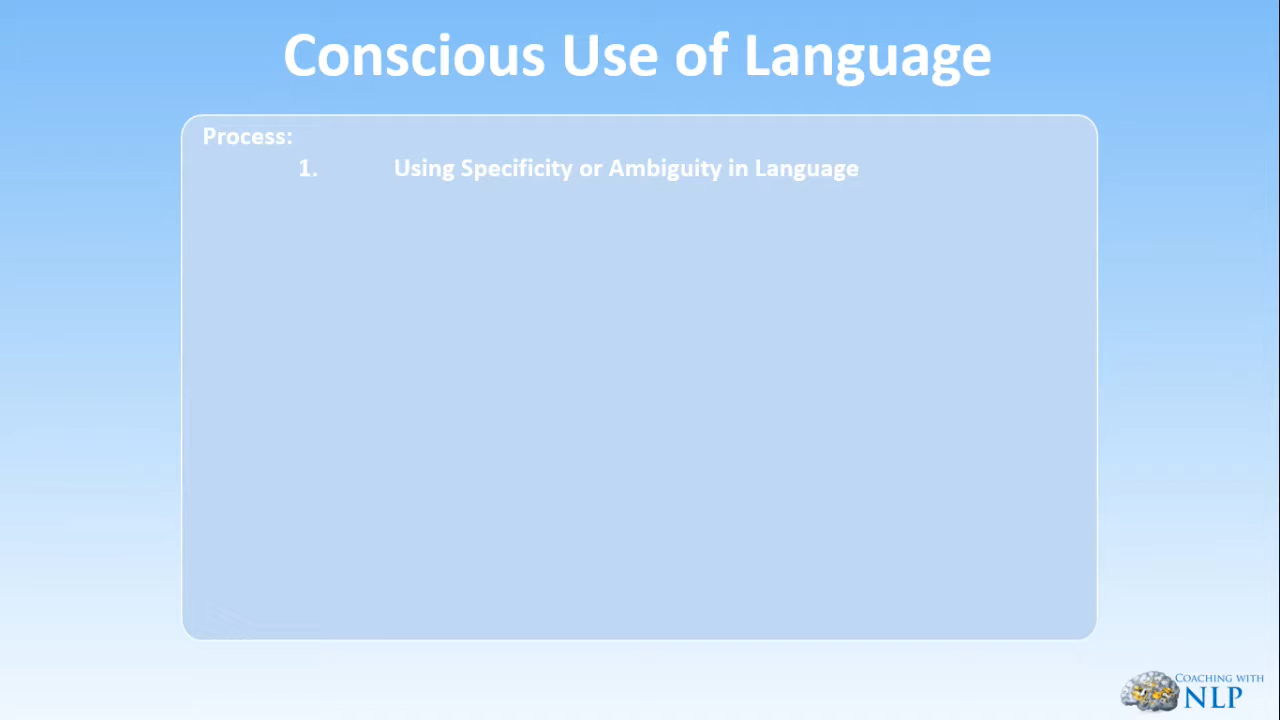 Conscious Use of Language
Process:
1. Using Specificity or Ambiguity in Language
COACHING WITH
NLP